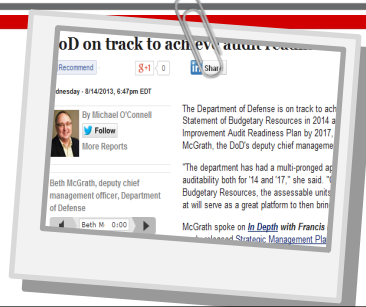 DoD on track to achieve audit
Recommend
g+1
0
in Share
dnesday - 8/14/2013, 6:47pm EDT
By Michael O'Connell
Follow
More Reports
Beth McGrath, deputy chief
management officer, Department
of Defense
Beth M 0:00
The Department of Defense is on track to ach
Statement of Budgetary Resources in 2014 a
Improvement Audit Readiness Plan by 2017,
McGrath, the DoD's deputy chief manageme
"The department has had a multi-pronged ap
auditability both for '14 and '17," she said. "
Budgetary Resources, the assessable units
at will serve as a great platform to then brin
McGrath spoke on In Depth with Francis
Strategic Management Pla